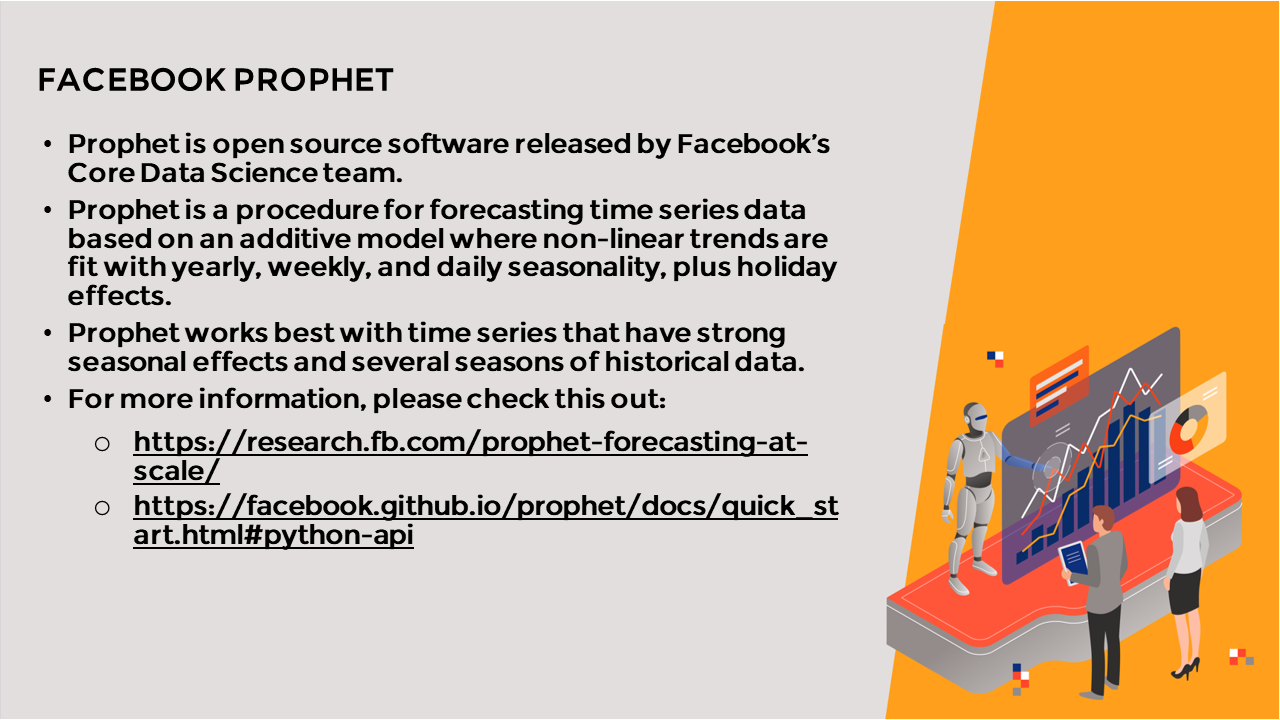 FACEBOOK PROPHET
• Prophet is open source software released by Facebook’s
Core Data Science team.
• Prophet is a procedure for forecasting time series data
based on an additive model where non-linear trends are
fit with yearly, weekly, and daily seasonality, plus holiday
effects.
• Prophet works best with time series that have strong
seasonal effects and several seasons of historical data.
• For more information, please check this out:
o https://research.fb.com/prophet-forecasting-at-
scale/
o https://facebook.github.io/prophet/docs/quick_st
art.html#python-api